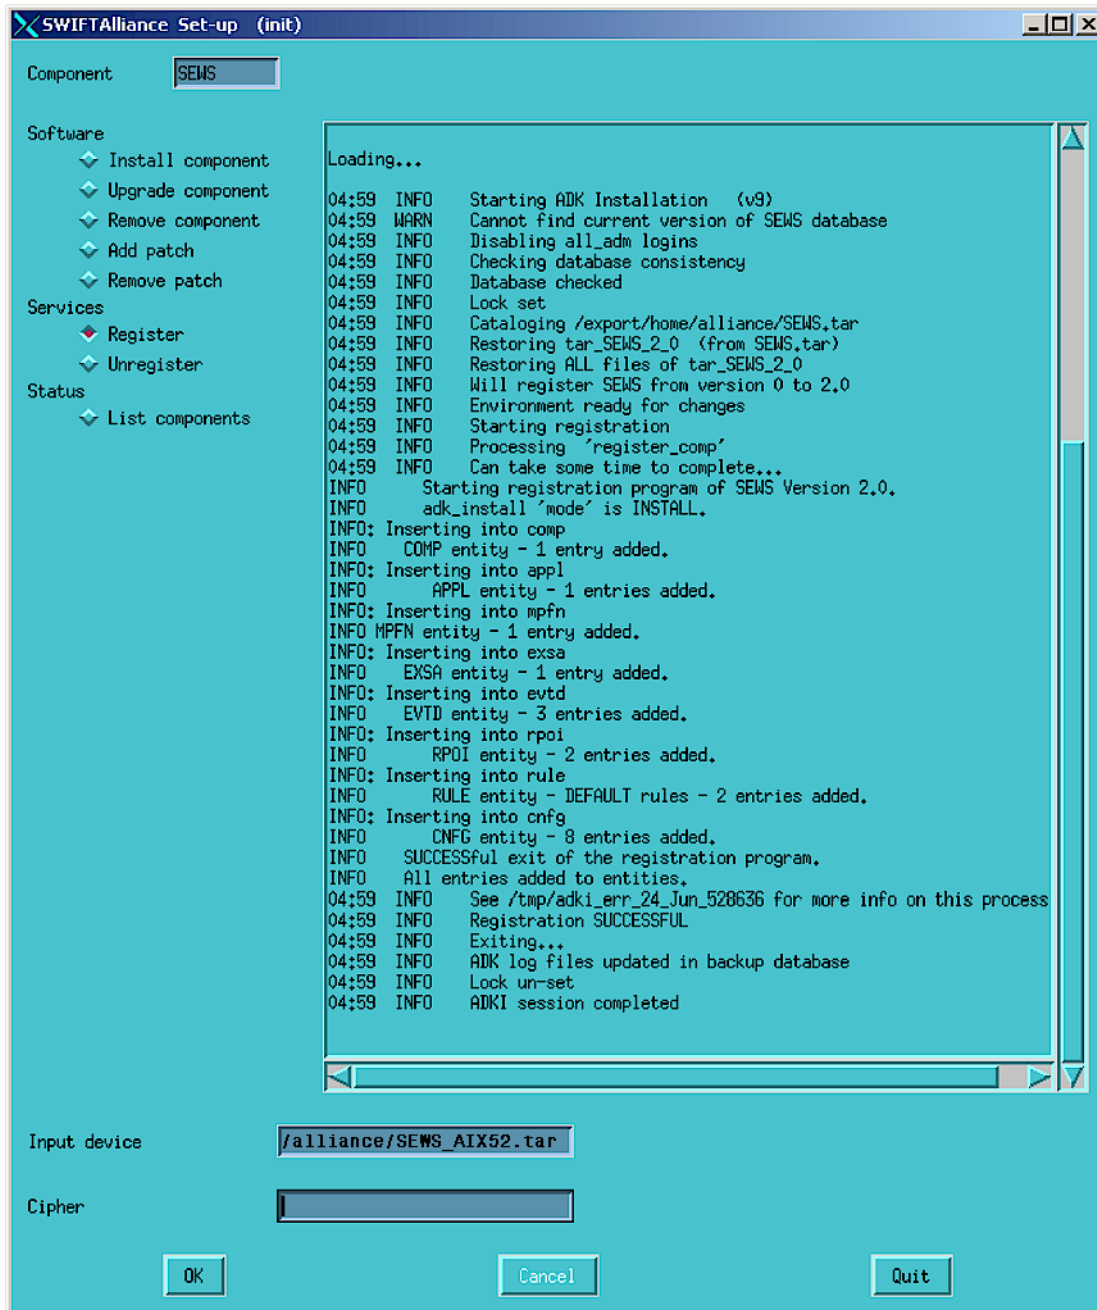 SWIFTAlliance Set-up (init)
Component SEWS
Software
Install component
Upgrade component
Remove component
Add patch
Remove patch
Services
Register
Unregister
Status
List components
Loading...
04:59 INFO Starting ADK Installation (v9)
04:59 WARN Cannot find current version of SEWS database
04:59 INFO Disabling all_adm logins
04:59 INFO Checking database consistency
04:59 INFO Database checked
04:59 INFO Lock set
04:59 INFO Cataloging /export/home/alliance/SEWS.tar
04:59 INFO Restoring tar_SEWS_2_0 (from SEWS.tar)
04:59 INFO Restoring ALL files of tar_SEWS_2_0
04:59 INFO Will register SEWS from version 0 to 2.0
04:59 INFO Environment ready for changes
04:59 INFO Starting registration
04:59 INFO Processing 'register_comp'
04:59 INFO Can take some time to complete...
INFO Starting registration program of SEWS Version 2.0.
INFO adk_install 'mode' is INSTALL.
INFO: Inserting into comp
INFO COMP entity - 1 entry added.
INFO: Inserting into appl
INFO APPL entity - 1 entries added.
INFO: Inserting into mpfn
INFO MPFN entity - 1 entry added.
INFO: Inserting into exsa
INFO EXSA entity - 1 entry added.
INFO: Inserting into evtd
INFO EVTD entity - 3 entries added.
INFO: Inserting into rpoi
INFO RPOI entity - 2 entries added.
INFO: Inserting into rule
INFO RULE entity - DEFAULT rules - 2 entries added.
INFO: Inserting into cnfg
INFO CNFG entity - 8 entries added.
INFO SUCCESSful exit of the registration program.
INFO All entries added to entities.
04:59 INFO See /tmp/adki_err_24_Jun_528636 for more info on this process
04:59 INFO Registration SUCCESSFUL
04:59 INFO Exiting...
04:59 INFO ADK log files updated in backup database
04:59 INFO Lock un-set
04:59 INFO ADKI session completed
Input device /alliance/SEWS_AIX52.tar
Cipher
OK Cancel Quit